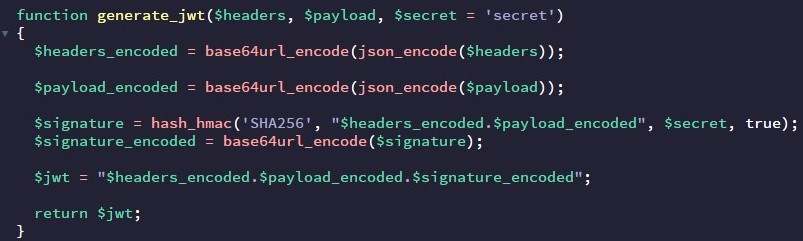 function generate_jwt($headers, $payload, $secret = 'secret')
{
  $headers_encoded = base64url_encode(json_encode($headers));

  $payload_encoded = base64url_encode(json_encode($payload));

  $signature = hash_hmac('SHA256', "$headers_encoded.$payload_encoded", $secret, true);
  $signature_encoded = base64url_encode($signature);

  $jwt = "$headers_encoded.$payload_encoded.$signature_encoded";

  return $jwt;
}